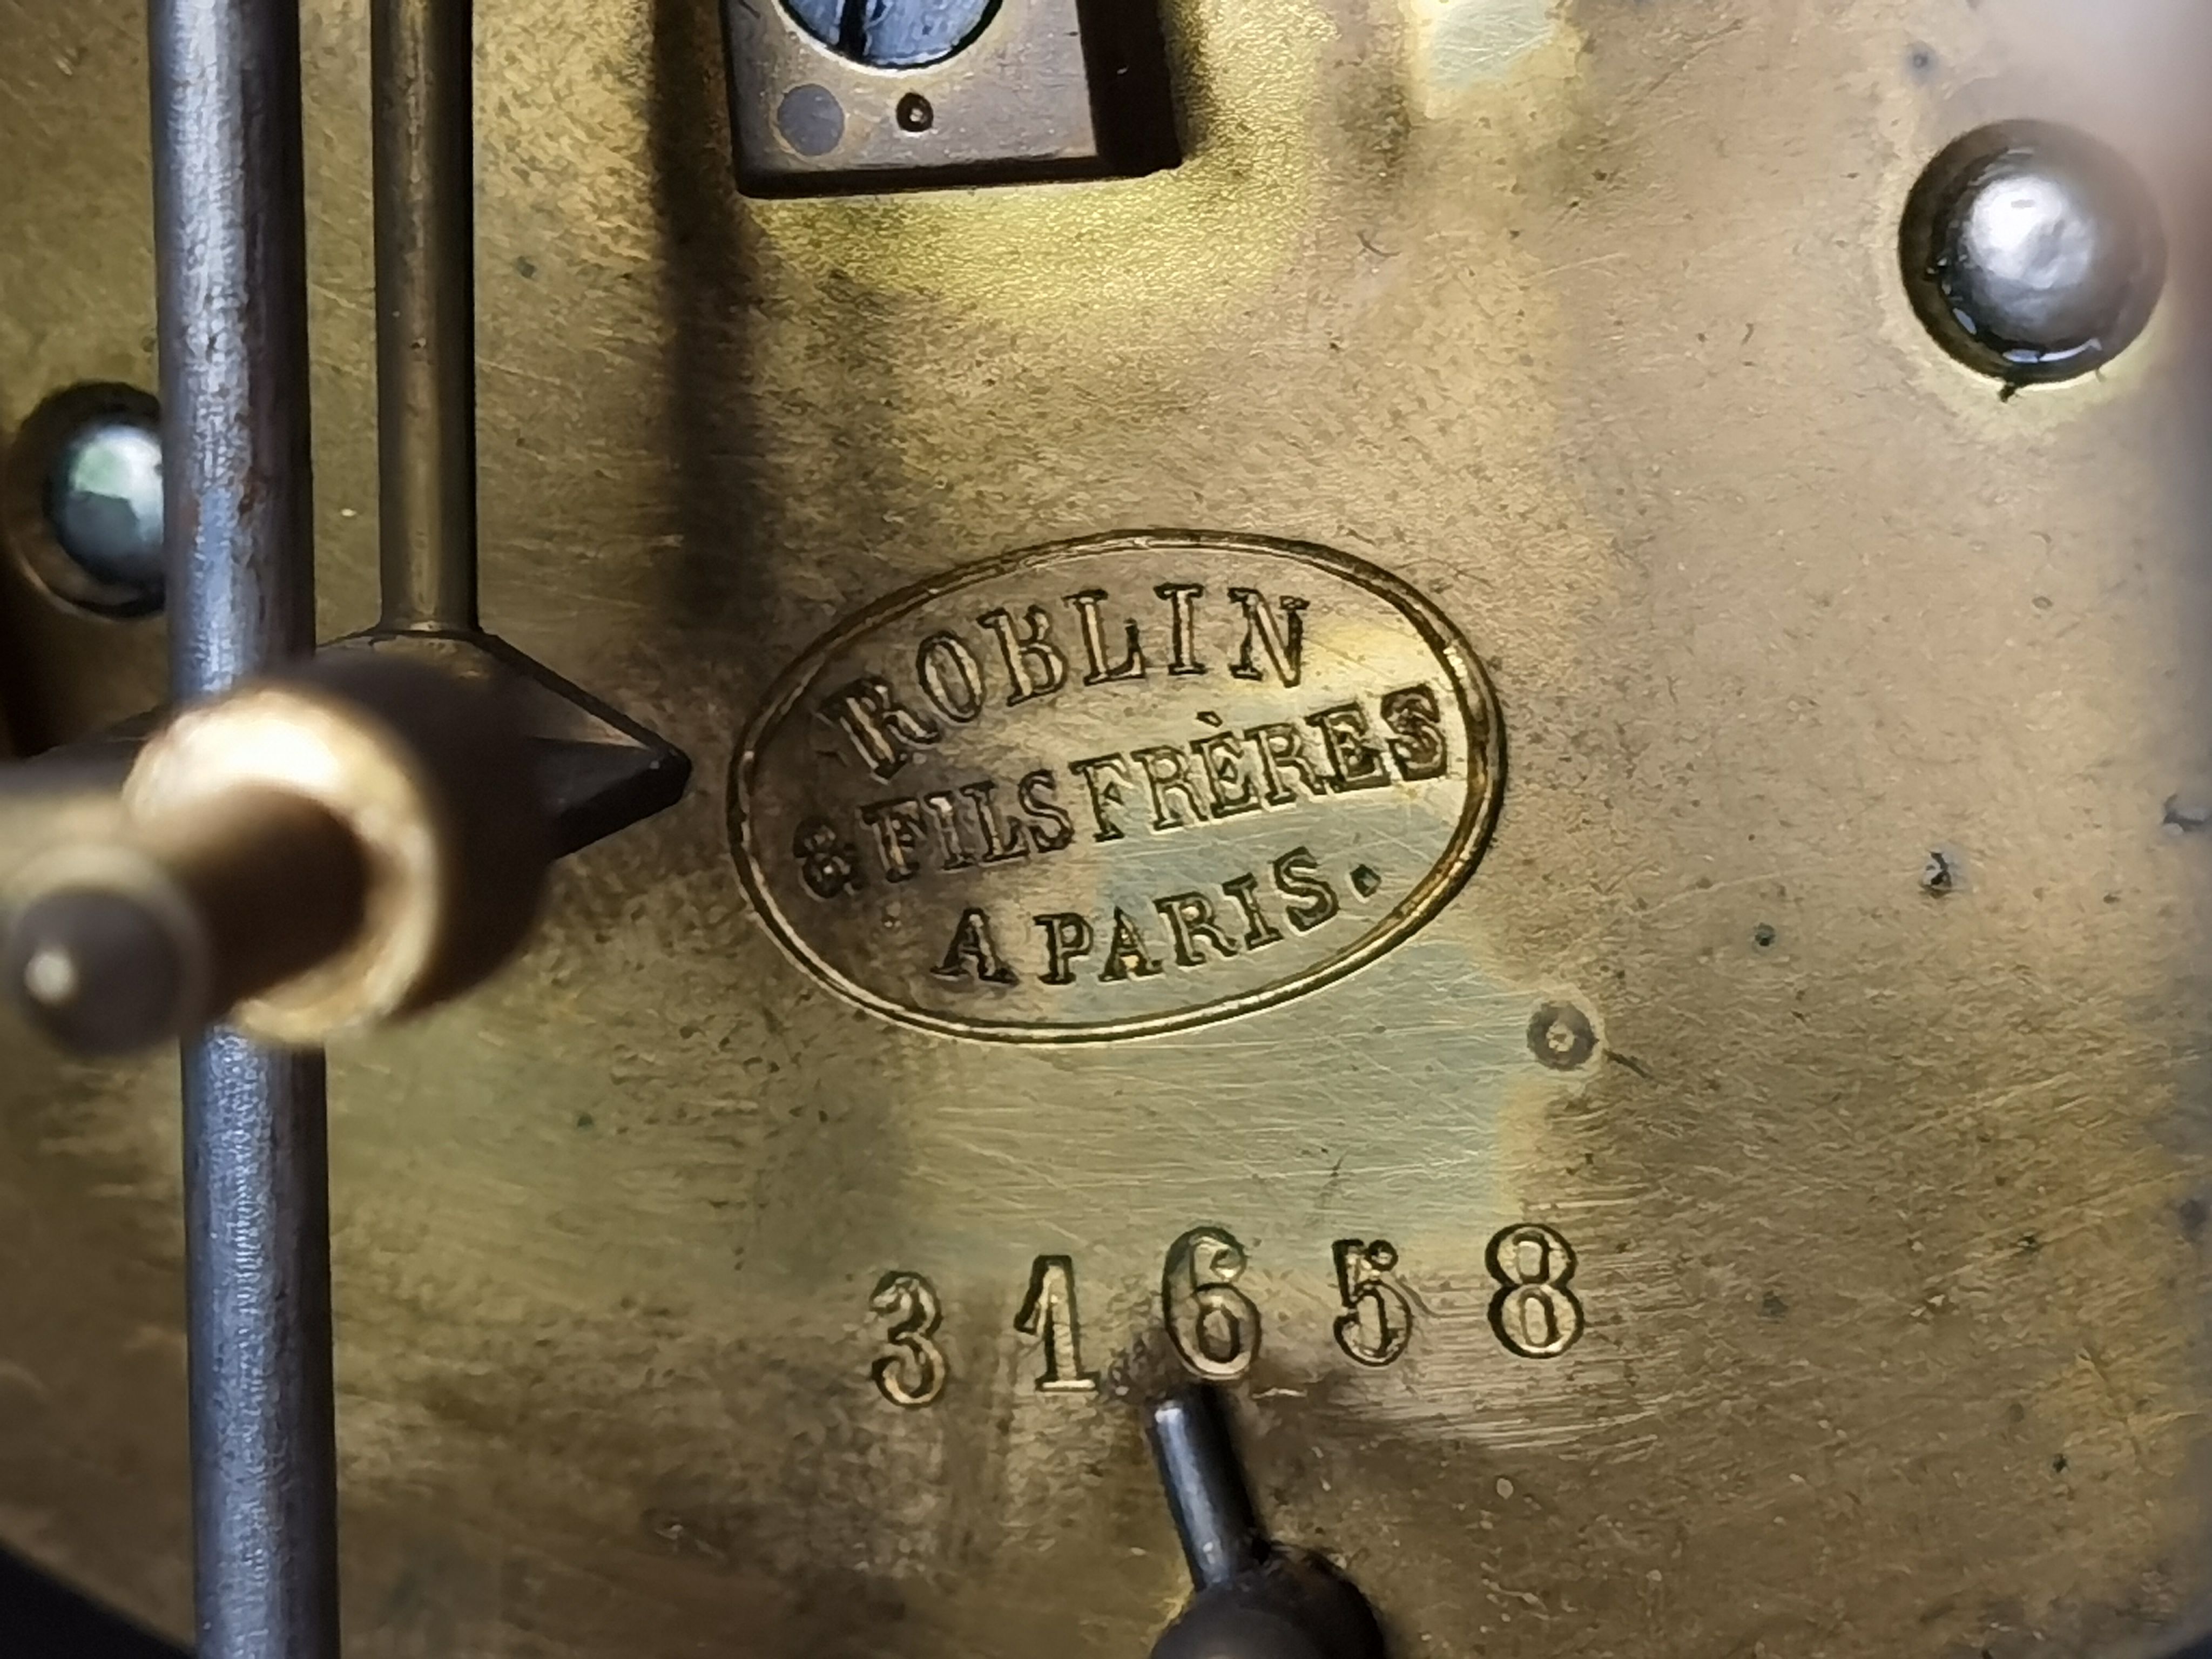 ROBLIN
& FILS FRÈRES
A PARIS.
31658